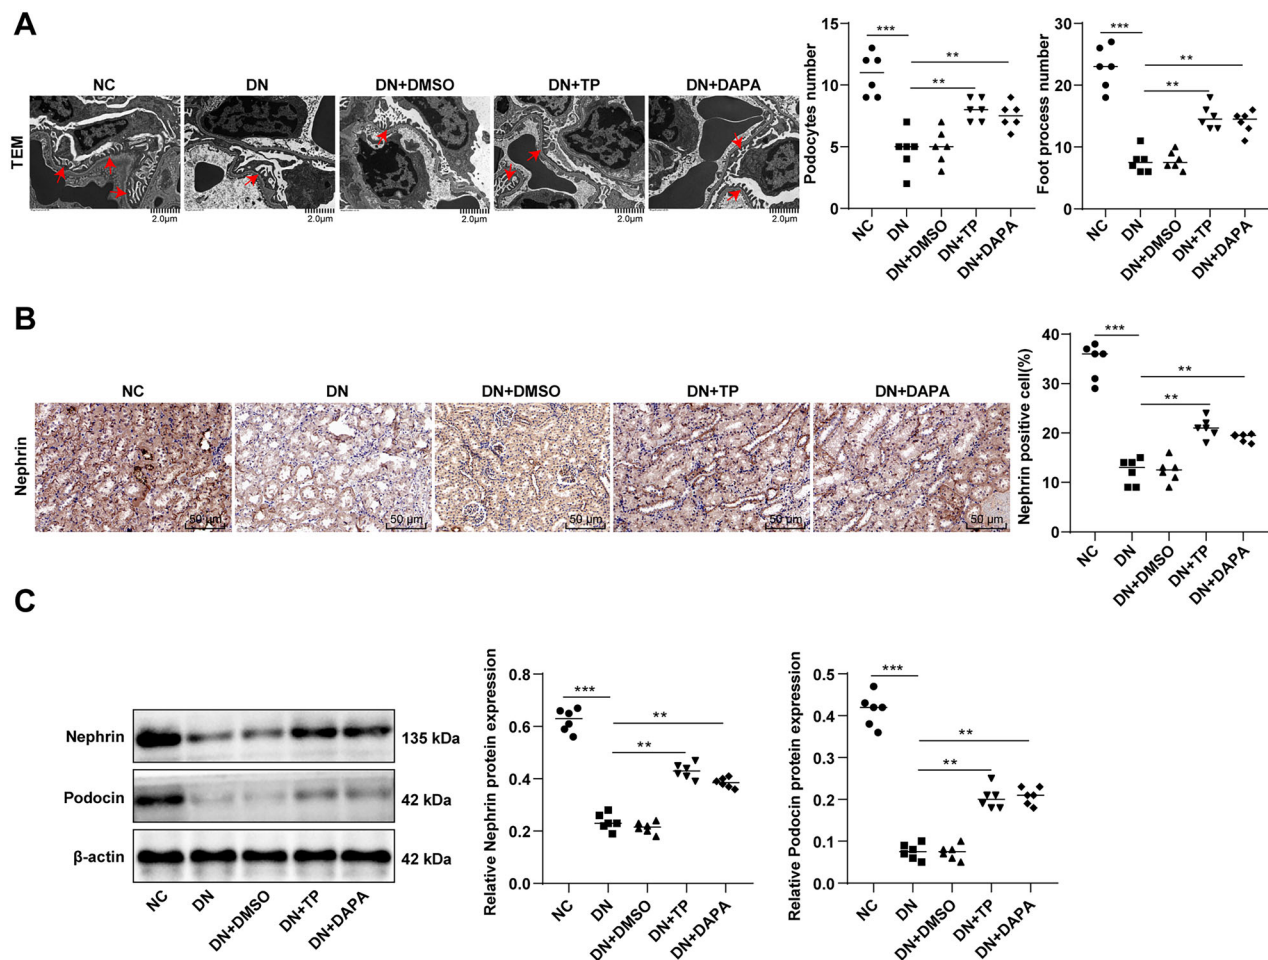 A
NC DN DN+DMSO DN+TP DN+DAPA
TEM
2.0μm 2.0μm 2.0μm 2.0μm 2.0μm
Podocytes number
15
10
5
0
*** ** **
NC DN DN+DMSO DN+TP DN+DAPA
Foot process number
30
20
10
0
*** ** **
NC DN DN+DMSO DN+TP DN+DAPA
B
NC DN DN+DMSO DN+TP DN+DAPA
Nephrin
50 μm 50 μm 50 μm 50 μm 50 μm
Nephrin positive cell(%)
40
30
20
10
0
*** ** **
NC DN DN+DMSO DN+TP DN+DAPA
C
Nephrin 135 kDa
Podocin 42 kDa
β-actin 42 kDa
NC DN DN+DMSO DN+TP DN+DAPA
Relative Nephrin protein expression
0.8
0.6
0.4
0.2
0.0
*** ** **
NC DN DN+DMSO DN+TP DN+DAPA
Relative Podocin protein expression
0.5
0.4
0.3
0.2
0.1
0.0
*** ** **
NC DN DN+DMSO DN+TP DN+DAPA